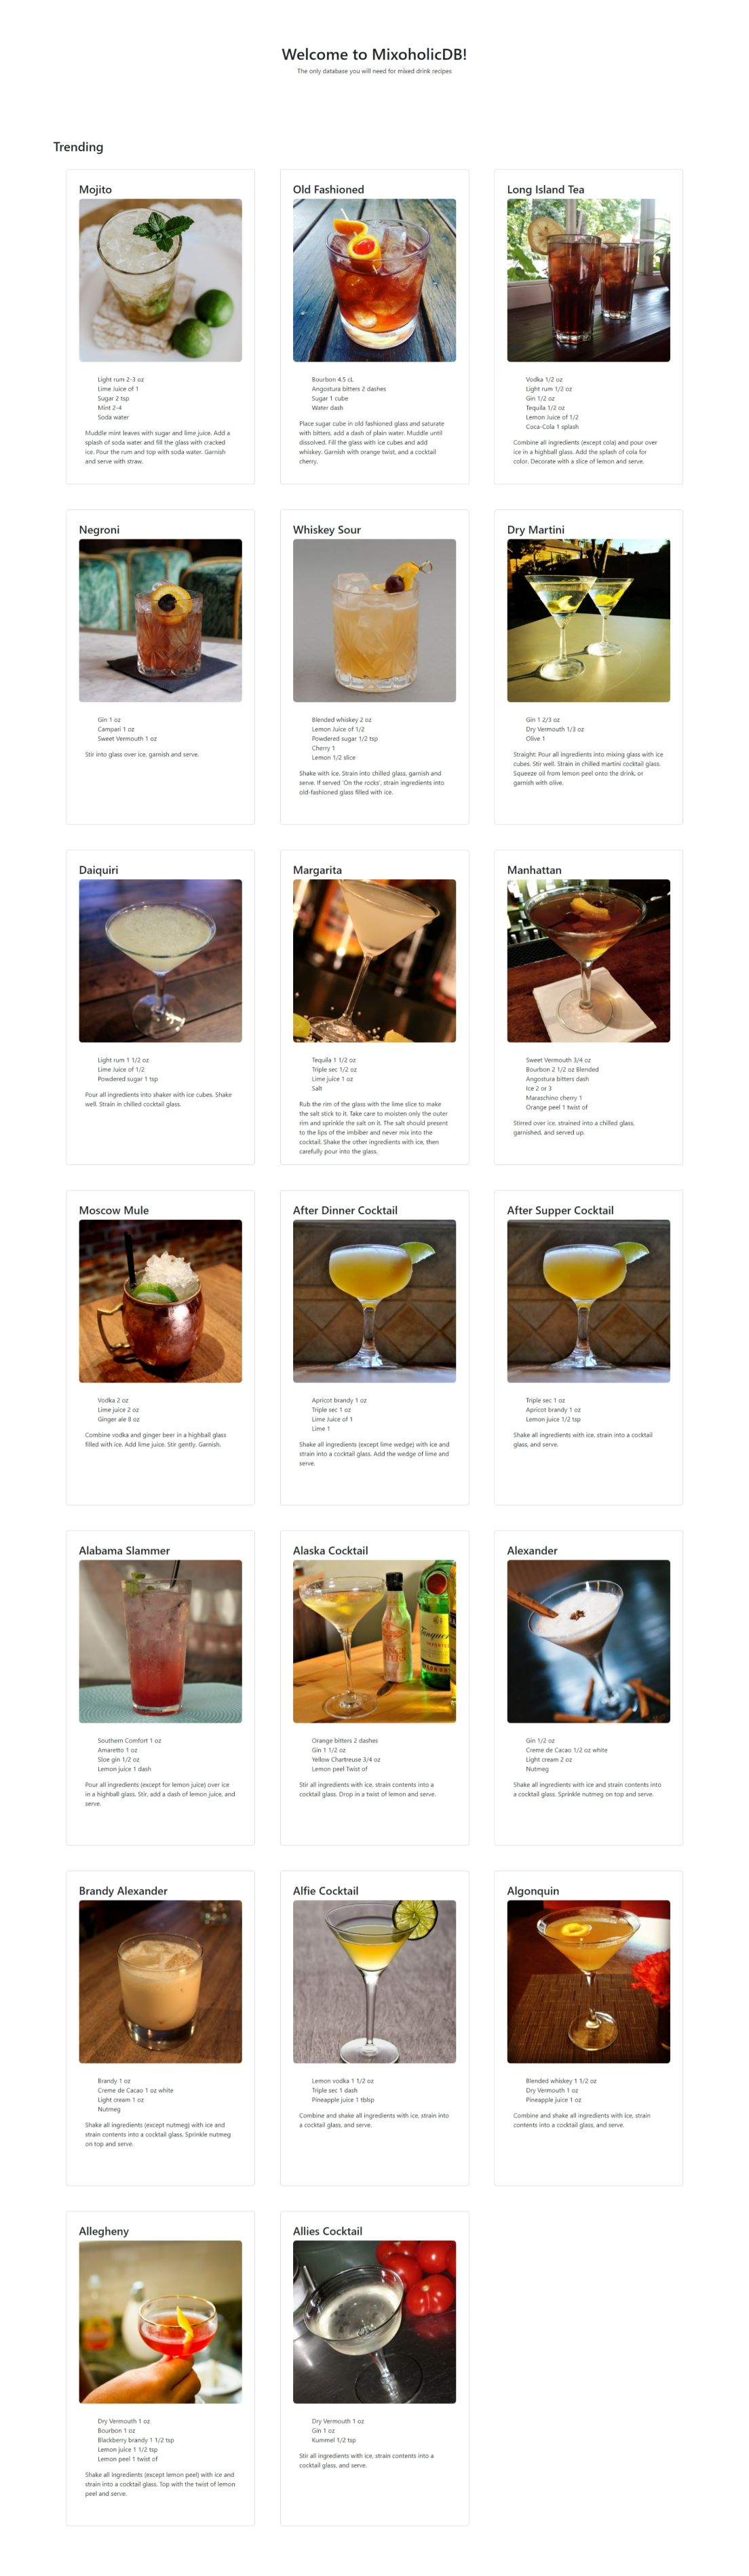 Welcome to MixoholicDB!
The only database you will need for mixed drink recipes
Trending
Mojito
Light rum 2-3 oz
Lime Juice of 1
Sugar 2 tsp
Mint 2-4
Soda water
Muddle mint leaves with sugar and lime juice. Add a
splash of soda water and fill the glass with cracked
ice. Pour the rum and top with soda water. Garnish
and serve with straw.
Old Fashioned
Bourbon 4.5 cL
Angostura bitters 2 dashes
Sugar 1 cube
Water dash
Place sugar cube in old fashioned glass and saturate
with bitters, add a dash of plain water. Muddle until
dissolved. Fill the glass with ice cubes and add
whiskey. Garnish with orange twist, and a cocktail
cherry.
Long Island Tea
Vodka 1/2 oz
Light rum 1/2 oz
Gin 1/2 oz
Tequila 1/2 oz
Lemon Juice of 1/2
Coca-Cola 1 splash
Combine all ingredients (except cola) and pour over
ice in a highball glass. Add the splash of cola for
color. Decorate with a slice of lemon and serve.
Negroni
Gin 1 oz
Campari 1 oz
Sweet Vermouth 1 oz
Stir into glass over ice, garnish and serve.
Whiskey Sour
Blended whiskey 2 oz
Lemon Juice of 1/2
Powdered sugar 1/2 tsp
Cherry 1
Lemon 1/2 slice
Shake with ice. Strain into chilled glass, garnish and
serve. If served 'On the rocks', strain ingredients into
old-fashioned glass filled with ice.
Dry Martini
Gin 1 2/3 oz
Dry Vermouth 1/3 oz
Olive 1
Straight: Pour all ingredients into mixing glass with ice
cubes. Stir well. Strain in chilled martini cocktail glass.
Squeeze oil from lemon peel onto the drink, or
garnish with olive.
Daiquiri
Light rum 1 1/2 oz
Lime Juice of 1/2
Powdered sugar 1 tsp
Pour all ingredients into shaker with ice cubes. Shake
well. Strain in chilled cocktail glass.
Margarita
Tequila 1 1/2 oz
Triple sec 1/2 oz
Lime juice 1 oz
Salt
Rub the rim of the glass with the lime slice to make
the salt stick to it. Take care to moisten only the outer
rim and sprinkle the salt on it. The salt should present
to the lips of the imbiber and never mix into the
cocktail. Shake the other ingredients with ice, then
carefully pour into the glass.
Manhattan
Sweet Vermouth 3/4 oz
Bourbon 2 1/2 oz Blended
Angostura bitters dash
Ice 2 or 3
Maraschino cherry 1
Orange peel 1 twist of
Stirred over ice, strained into a chilled glass,
garnished, and served up.
Moscow Mule
Vodka 2 oz
Lime juice 2 oz
Ginger ale 8 oz
Combine vodka and ginger beer in a highball glass
filled with ice. Add lime juice. Stir gently. Garnish.
After Dinner Cocktail
Apricot brandy 1 oz
Triple sec 1 oz
Lime Juice of 1
Lime 1
Shake all ingredients (except lime wedge) with ice and
strain into a cocktail glass. Add the wedge of lime and
serve.
After Supper Cocktail
Triple sec 1 oz
Apricot brandy 1 oz
Lemon juice 1/2 tsp
Shake all ingredients with ice, strain into a cocktail
glass, and serve.
Alabama Slammer
Southern Comfort 1 oz
Amaretto 1 oz
Sloe gin 1/2 oz
Lemon juice 1 dash
Pour all ingredients (except for lemon juice) over ice
in a highball glass. Stir, add a dash of lemon juice, and
serve.
Alaska Cocktail
Orange bitters 2 dashes
Gin 1 1/2 oz
Yellow Chartreuse 3/4 oz
Lemon peel Twist of
Stir all ingredients with ice, strain contents into a
cocktail glass. Drop in a twist of lemon and serve.
Alexander
Gin 1/2 oz
Creme de Cacao 1/2 oz white
Light cream 2 oz
Nutmeg
Shake all ingredients with ice and strain contents into
a cocktail glass. Sprinkle nutmeg on top and serve.
Brandy Alexander
Brandy 1 oz
Creme de Cacao 1 oz white
Light cream 1 oz
Nutmeg
Shake all ingredients (except nutmeg) with ice and
strain contents into a cocktail glass. Sprinkle nutmeg
on top and serve.
Alfie Cocktail
Lemon vodka 1 1/2 oz
Triple sec 1 dash
Pineapple juice 1 tblsp
Combine and shake all ingredients with ice, strain into
a cocktail glass, and serve.
Algonquin
Blended whiskey 1 1/2 oz
Dry Vermouth 1 oz
Pineapple juice 1 oz
Combine and shake all ingredients with ice, strain
contents into a cocktail glass, and serve.
Allegheny
Dry Vermouth 1 oz
Bourbon 1 oz
Blackberry brandy 1 1/2 tsp
Lemon juice 1 1/2 tsp
Lemon peel 1 twist of
Shake all ingredients (except lemon peel) with ice and
strain into a cocktail glass. Top with the twist of lemon
peel and serve.
Allies Cocktail
Dry Vermouth 1 oz
Gin 1 oz
Kummel 1/2 tsp
Stir all ingredients with ice, strain contents into a
cocktail glass, and serve.